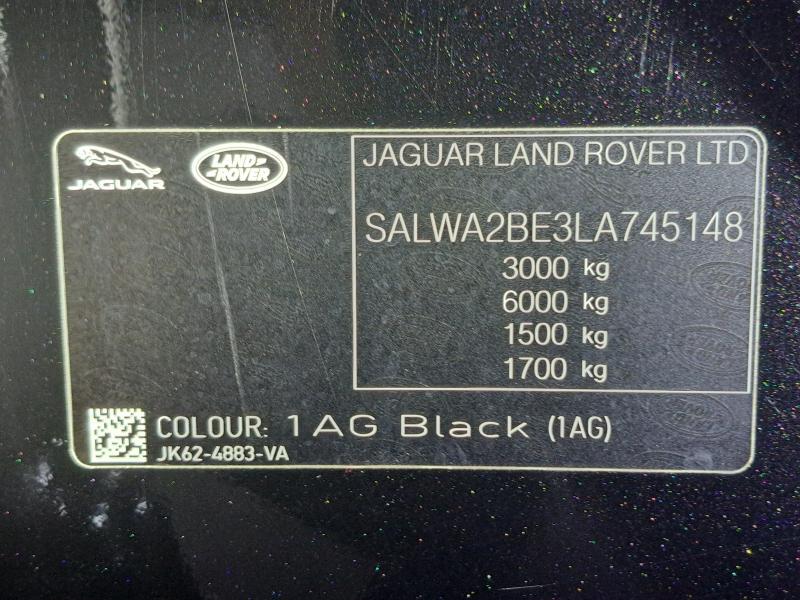 JAGUAR
LAND ROVER
JAGUAR LAND ROVER LTD
SALWA2BE3LA745148
3000 kg
6000 kg
1500 kg
1700 kg
COLOUR: 1AG Black (1AG)
JK62-4883-VA